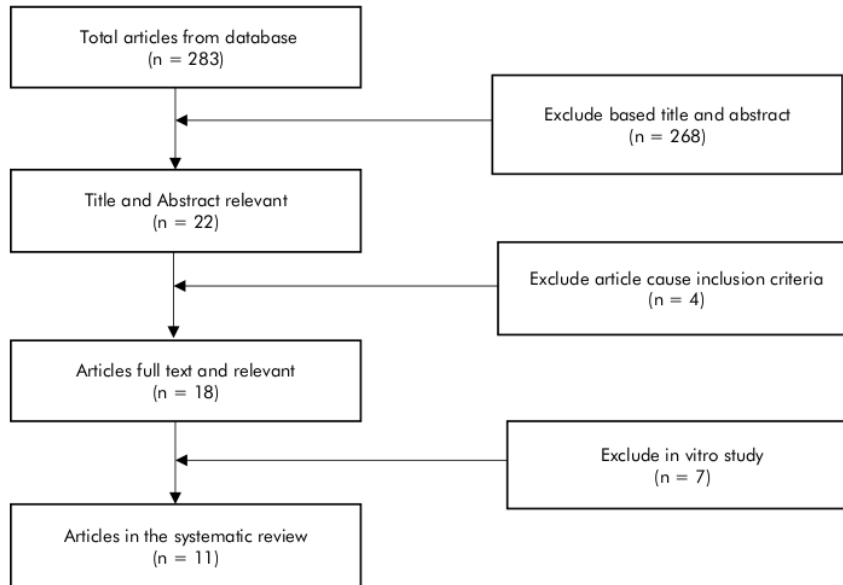 Total articles from database
(n = 283)
Exclude based title and abstract
(n = 268)
Title and Abstract relevant
(n = 22)
Exclude article cause inclusion criteria
(n = 4)
Articles full text and relevant
(n = 18)
Exclude in vitro study
(n = 7)
Articles in the systematic review
(n = 11)